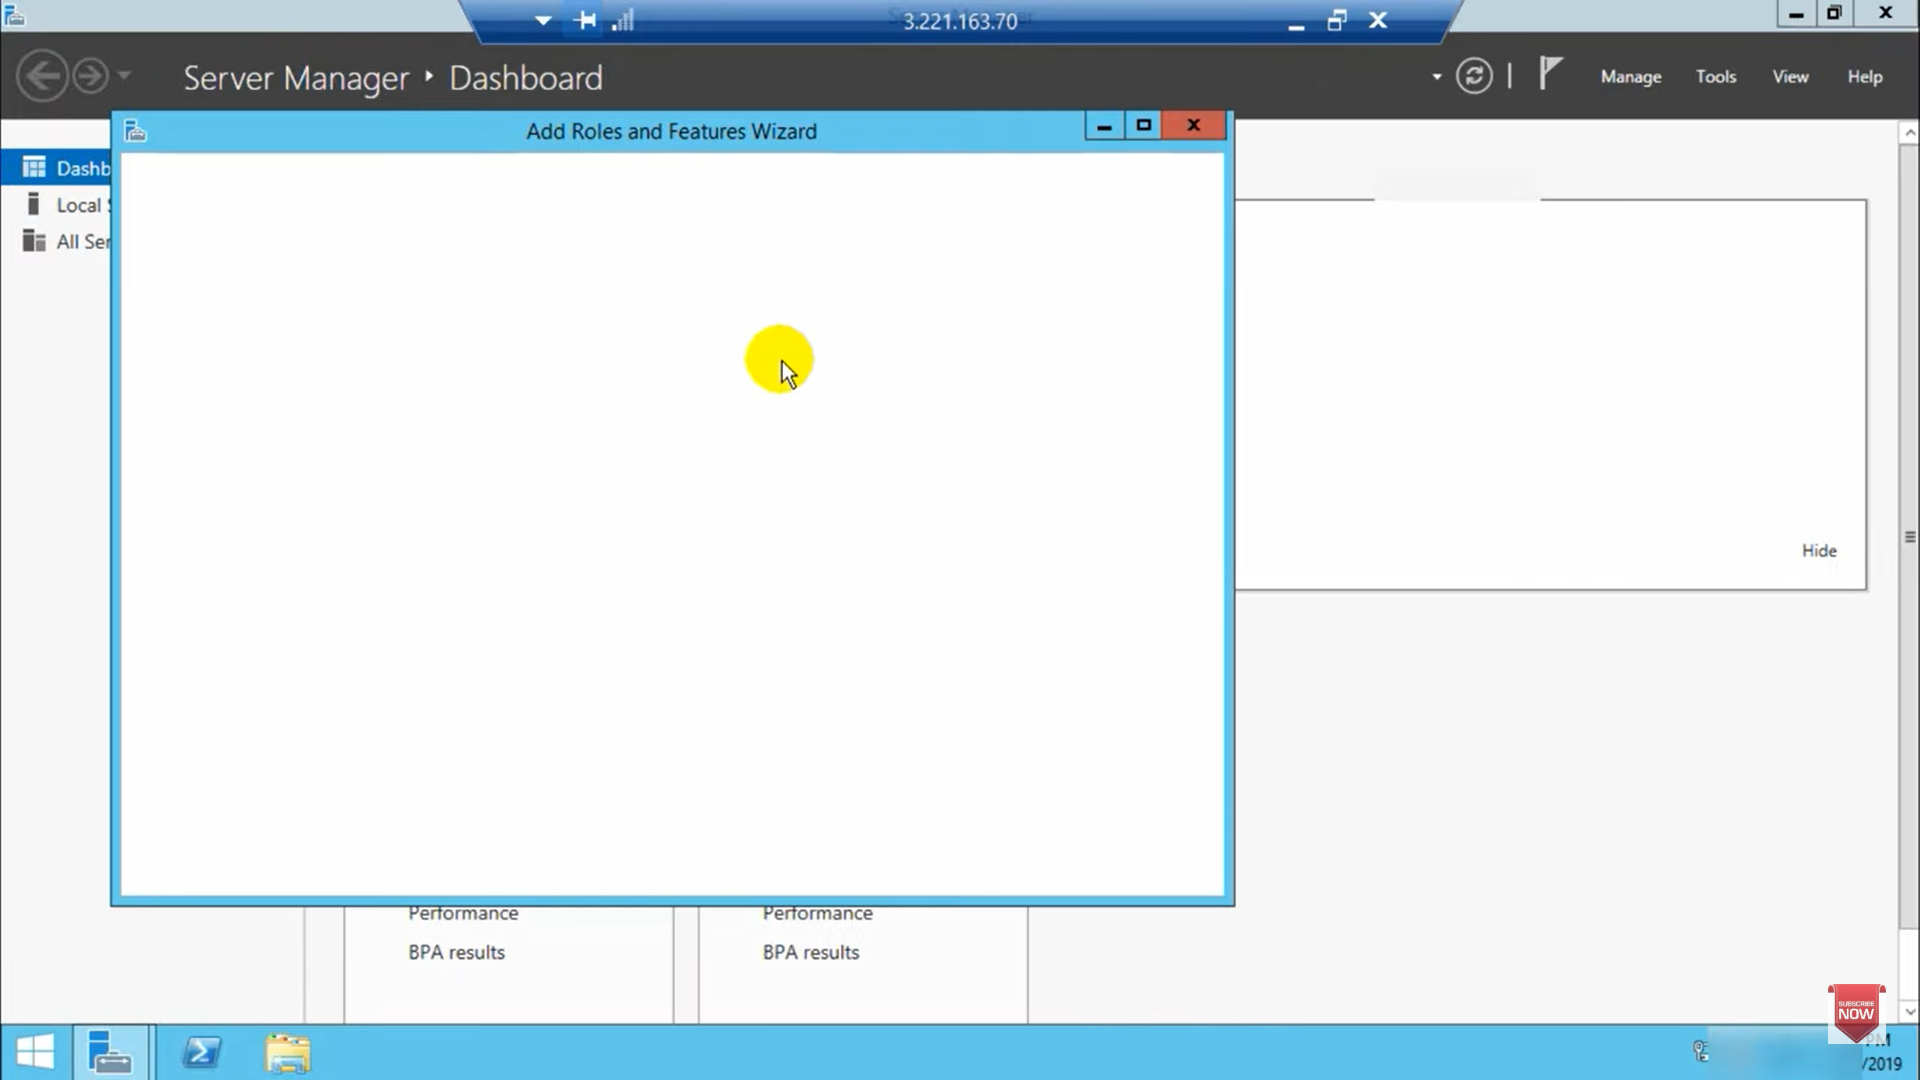 3.221.163.70
Server Manager
Dashboard
Manage
Tools
View
Help
Add Roles and Features Wizard
Dashb
Local
All Ser
Hide
Performance
Performance
BPA results
BPA results
SUBSCRIBE
NOW
PM
/2019